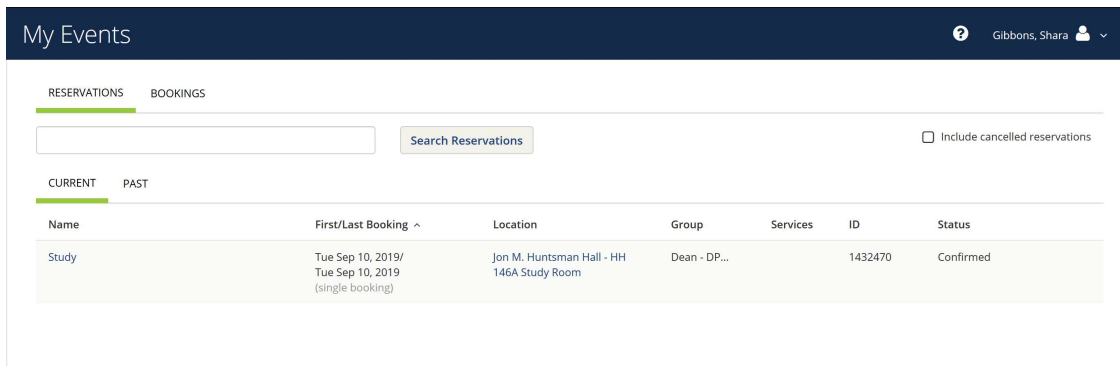 My Events
Gibbons, Shara
RESERVATIONS BOOKINGS
Search Reservations
Include cancelled reservations
CURRENT PAST
Name First/Last Booking Location Group Services ID Status
Study Tue Sep 10, 2019/ Jon M. Huntsman Hall - HH Dean - DP... 1432470 Confirmed
Tue Sep 10, 2019 146A Study Room
(single booking)